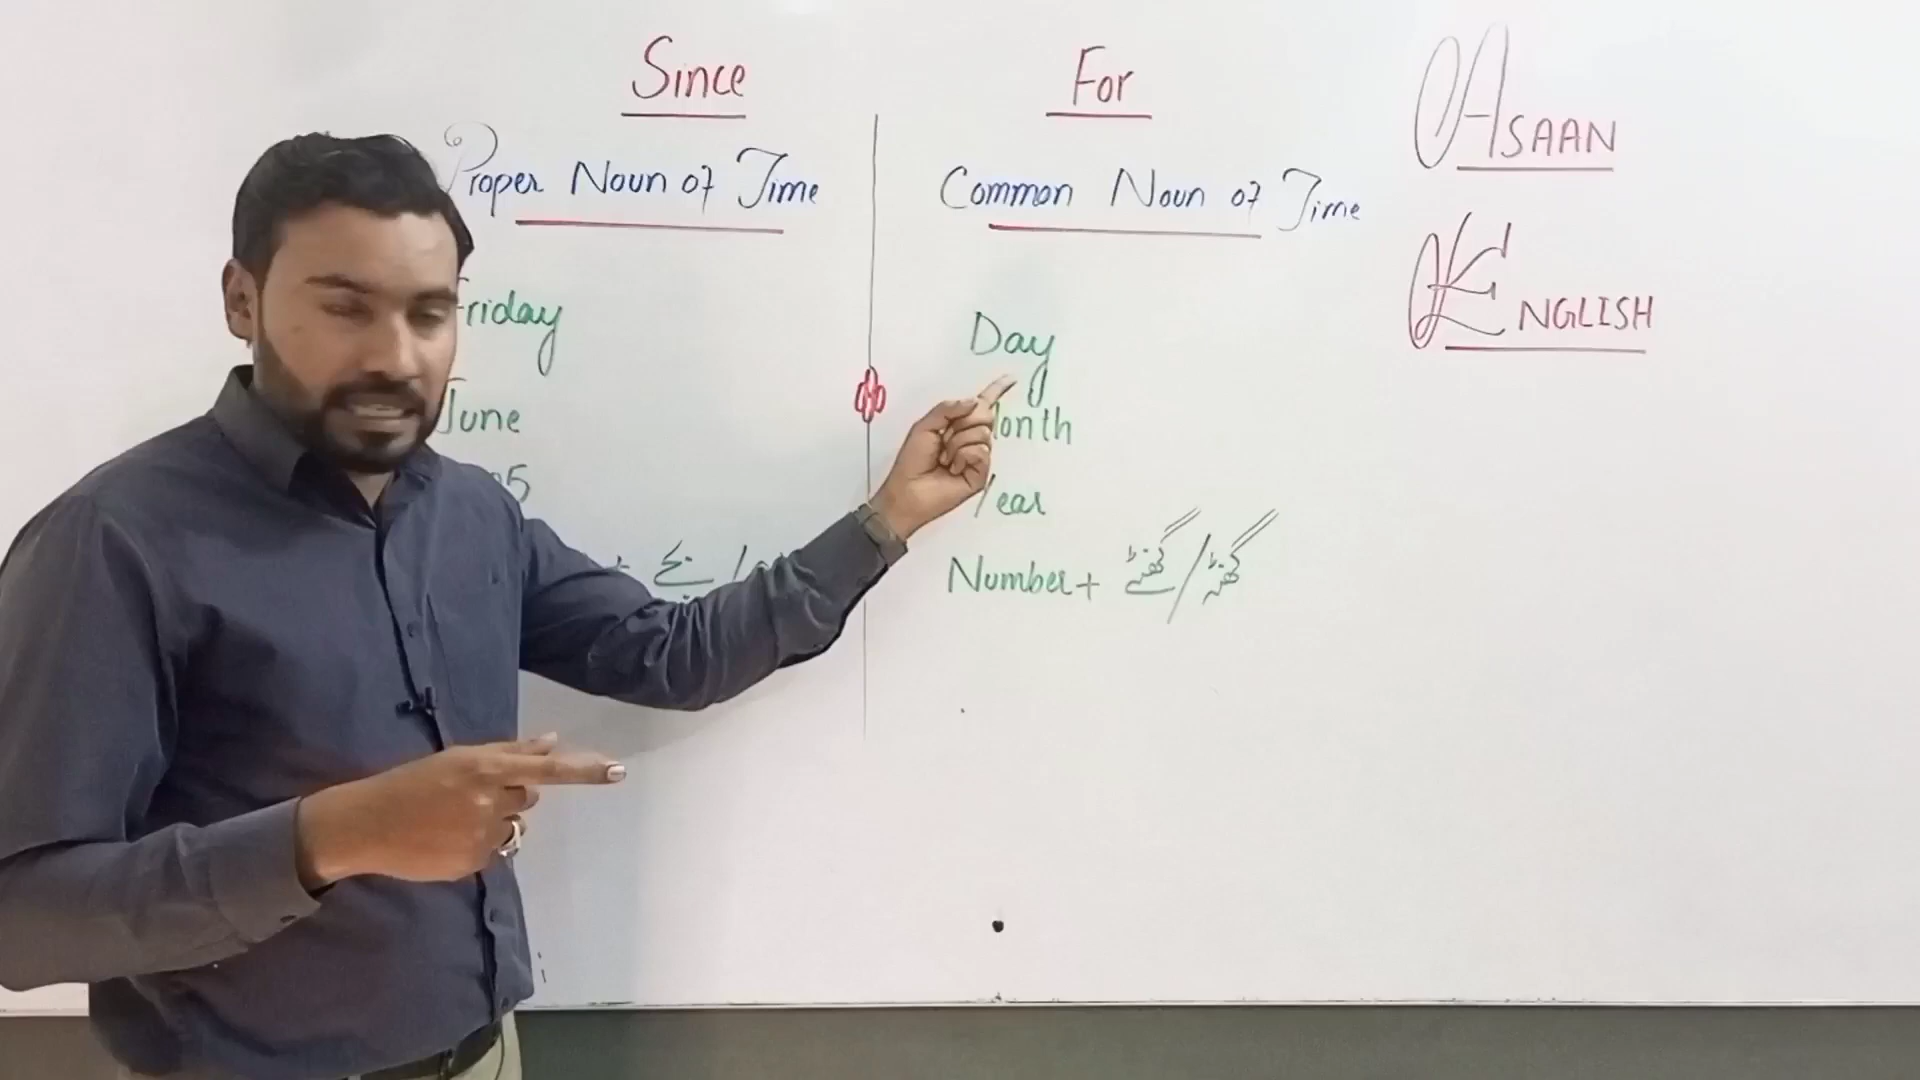 Since
Proper Noun of Time
Friday
June
For
Common Noun of Time
Day
Month
Year
Number + گھنٹے / گھنٹہ
ASAAN
ENGLISH